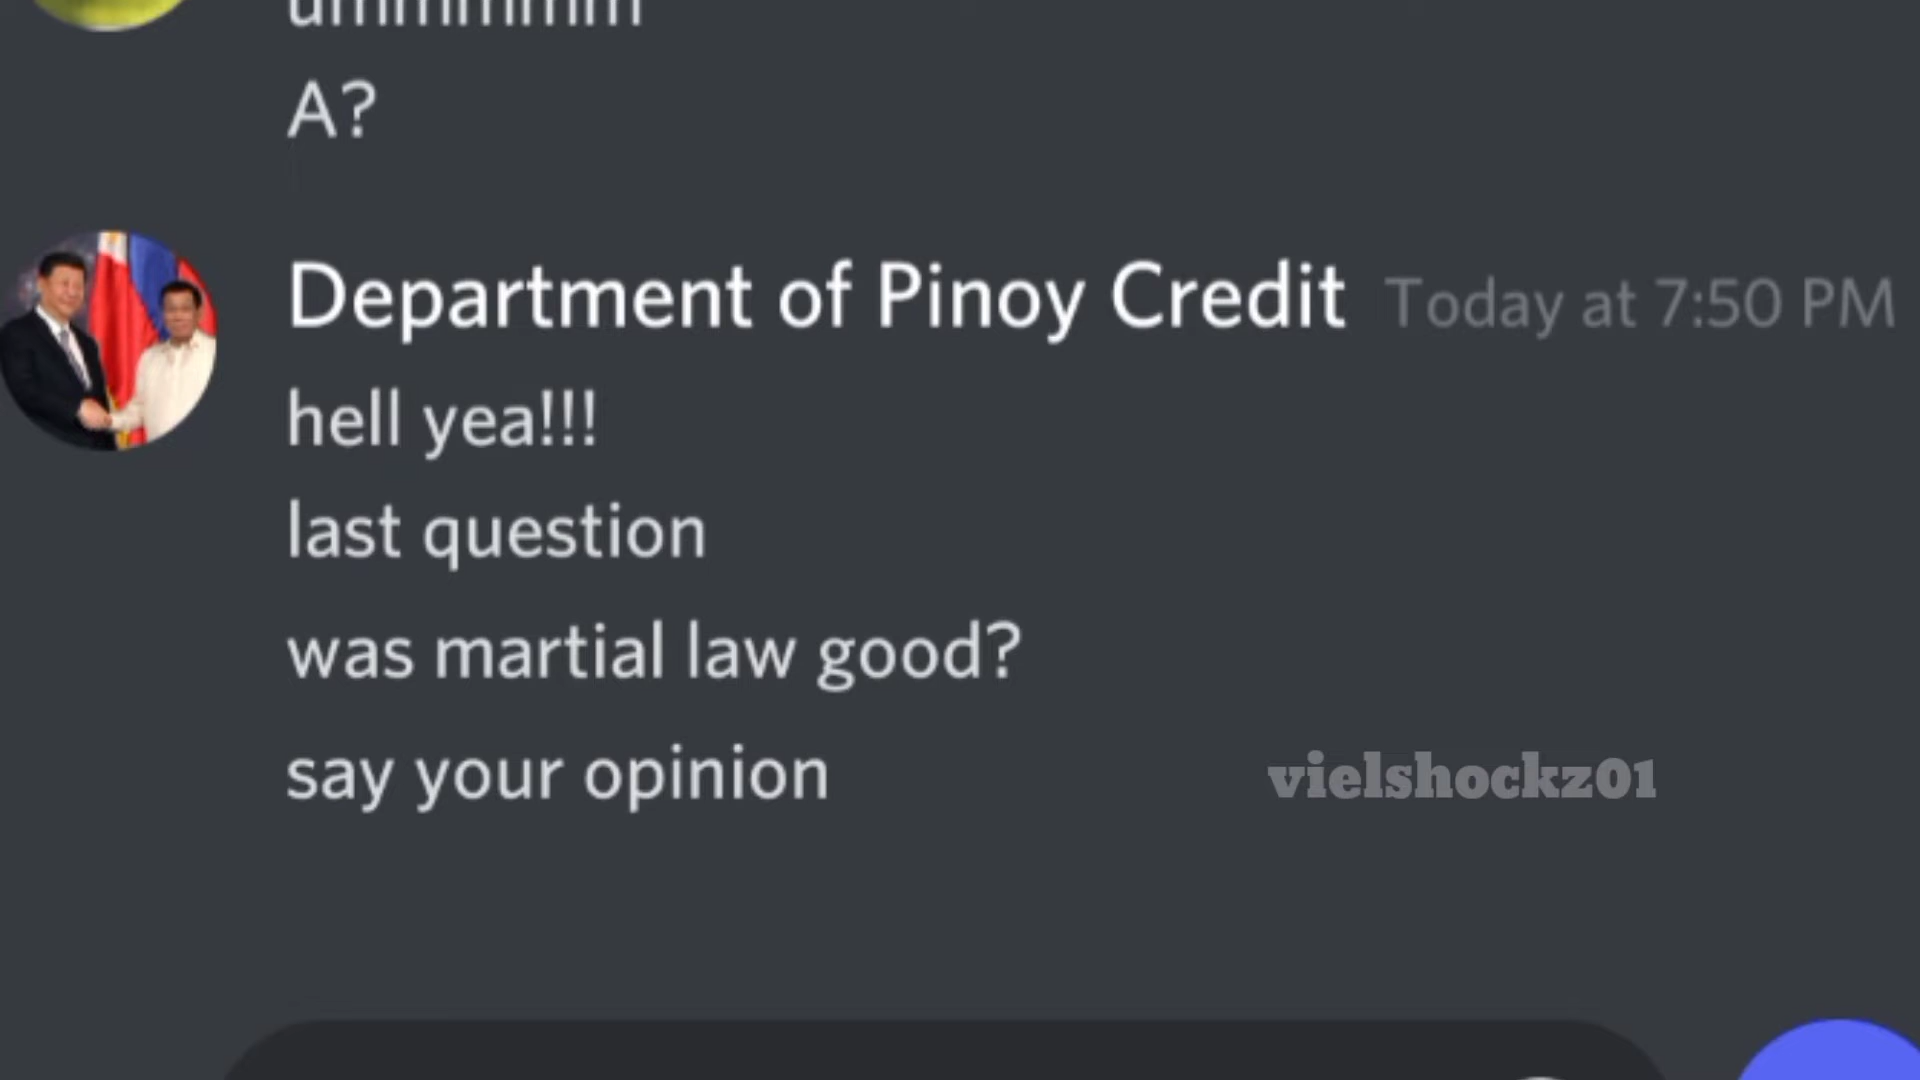 ummmmmm
A?
Department of Pinoy Credit Today at 7:50 PM
hell yea!!!
last question
was martial law good?
say your opinion
vielshockz01